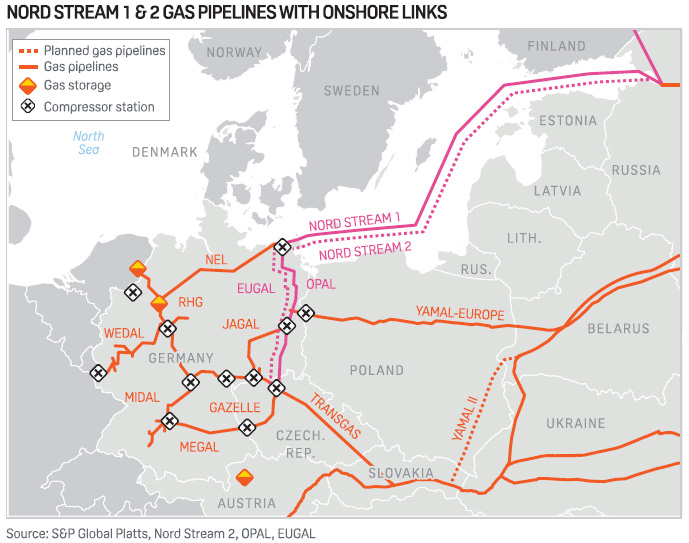 NORD STREAM 1 & 2 GAS PIPELINES WITH ONSHORE LINKS
Planned gas pipelines
Gas pipelines
Gas storage
Compressor station
NORWAY
FINLAND
SWEDEN
North
Sea
DENMARK
ESTONIA
RUSSIA
LATVIA
NORD STREAM 1
NORD STREAM 2
LITH.
NEL
RUS.
EUGAL
OPAL
RHG
JAGAL
YAMAL-EUROPE
WEDAL
BELARUS
GERMANY
POLAND
MIDAL
GAZELLE
TRANSGAS
YAMAL II
UKRAINE
MEGAL
CZECH.
REP.
SLOVAKIA
AUSTRIA
Source: S&P Global Platts, Nord Stream 2, OPAL, EUGAL